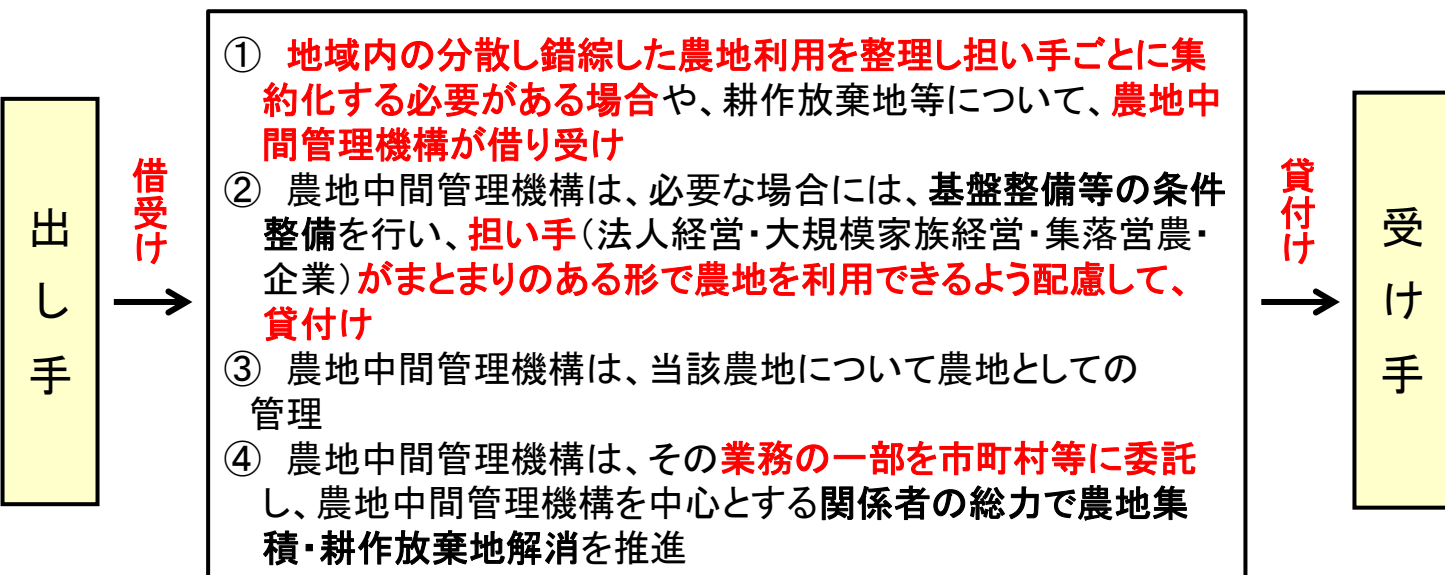 出し手
借受け
① 地域内の分散し錯綜した農地利用を整理し担い手ごとに集
約化する必要がある場合や、耕作放棄地等について、農地中
間管理機構が借り受け
② 農地中間管理機構は、必要な場合には、基盤整備等の条件
整備を行い、担い手（法人経営・大規模家族経営・集落営農・
企業）がまとまりのある形で農地を利用できるよう配慮して、
貸付け
③ 農地中間管理機構は、当該農地について農地としての
管理
④ 農地中間管理機構は、その業務の一部を市町村等に委託
し、農地中間管理機構を中心とする関係者の総力で農地集
積・耕作放棄地解消を推進
貸付け
受け手